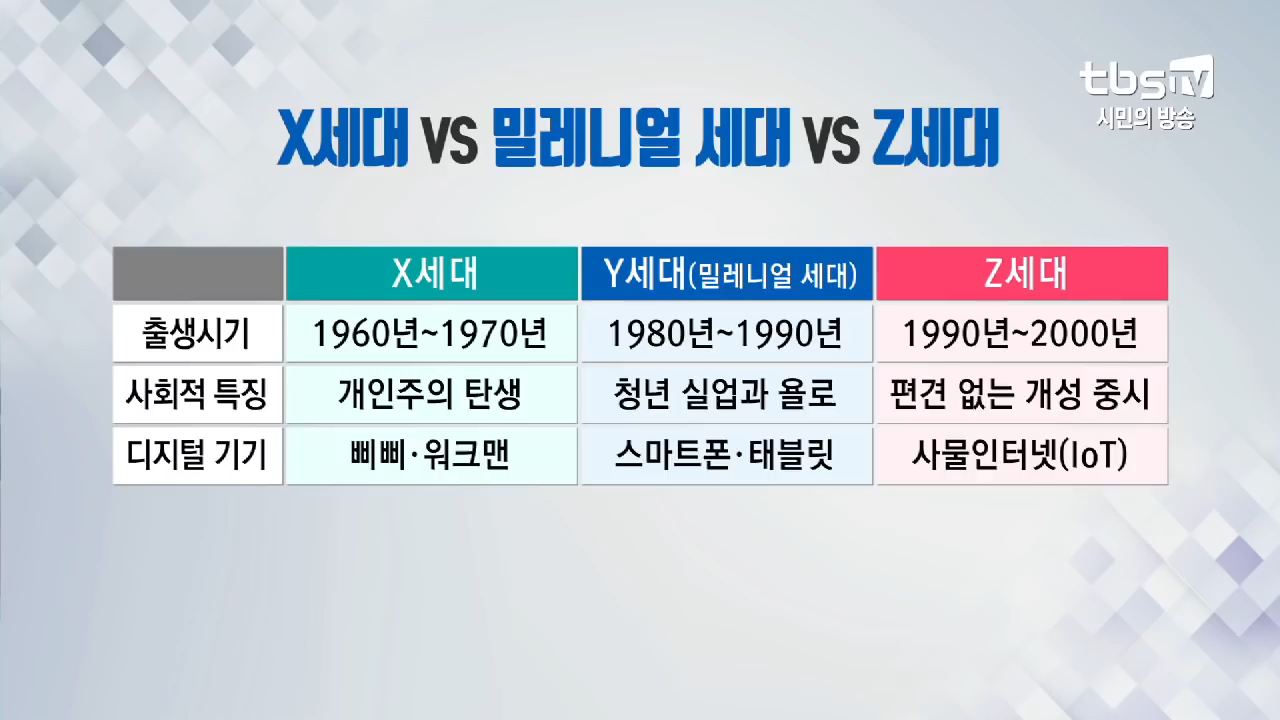 tbs TV
시민의 방송
X세대 VS 밀레니얼 세대 VS Z세대
X세대 Y세대(밀레니얼 세대) Z세대
출생시기 1960년~1970년 1980년~1990년 1990년~2000년
사회적 특징 개인주의 탄생 청년 실업과 욜로 편견 없는 개성 중시
디지털 기기 삐삐·워크맨 스마트폰·태블릿 사물인터넷(IoT)